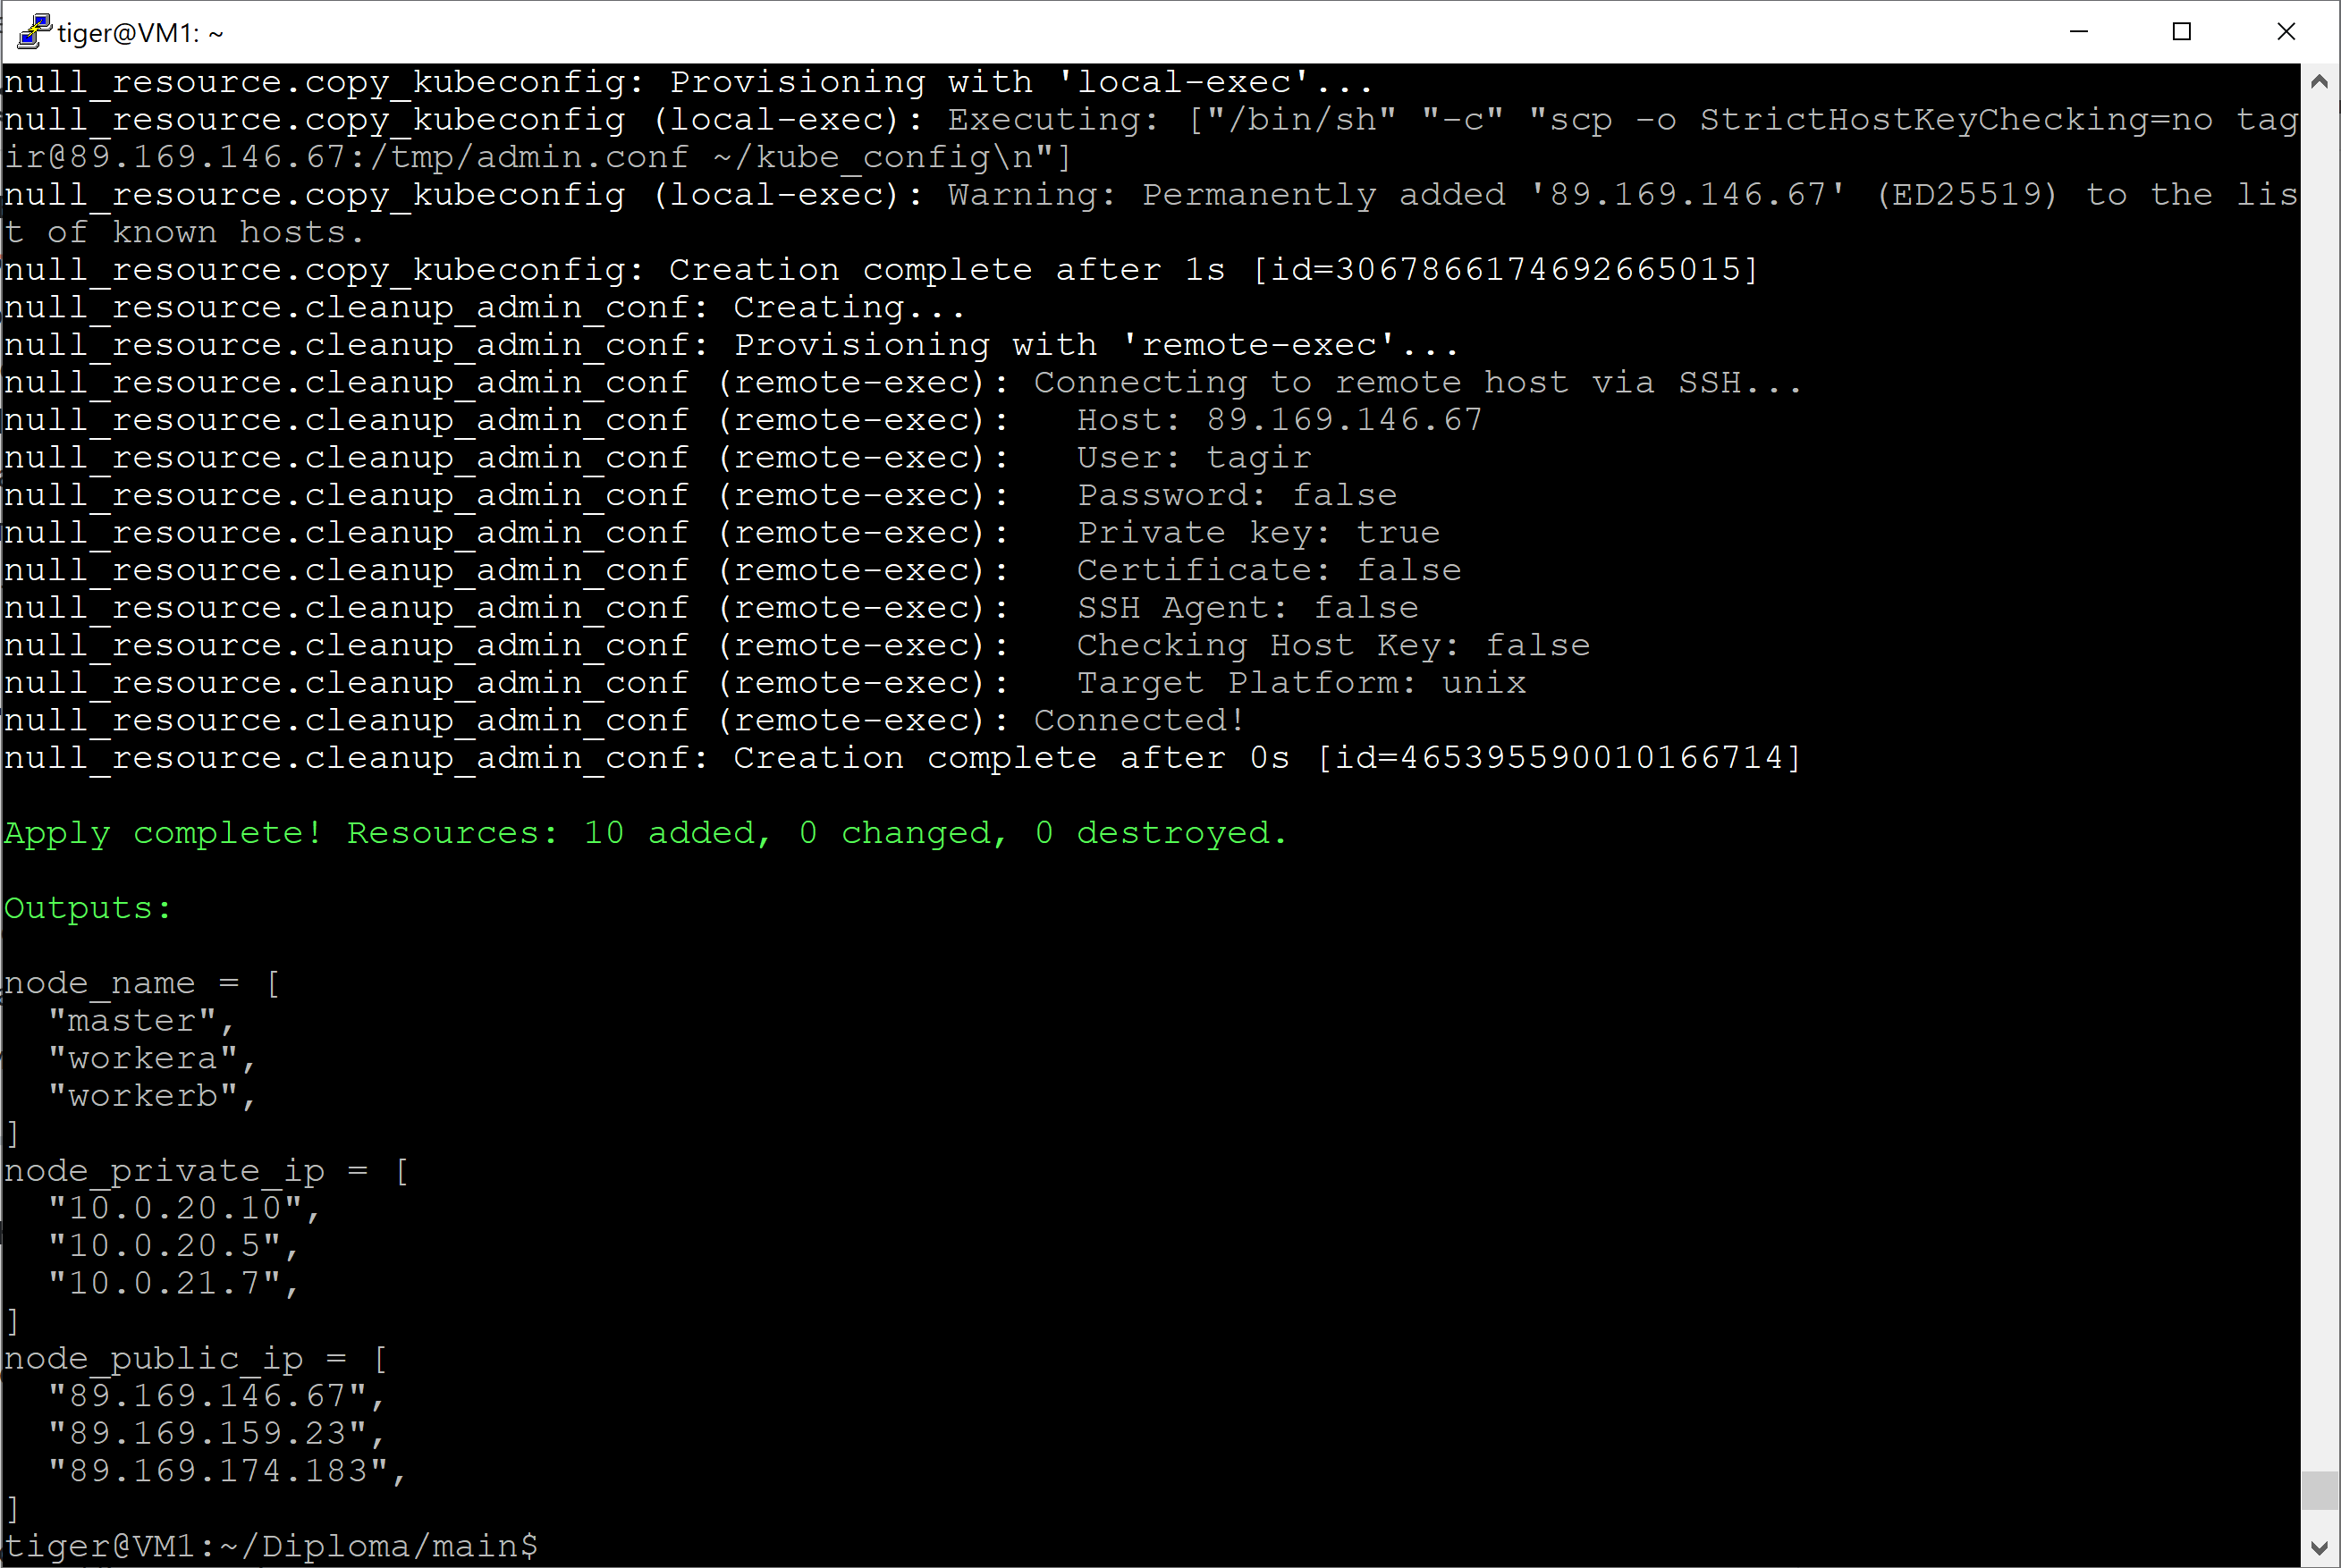 tiger@VM1: ~
null_resource.copy_kubeconfig: Provisioning with 'local-exec'...
null_resource.copy_kubeconfig (local-exec): Executing: ["/bin/sh" "-c" "scp -o StrictHostKeyChecking=no tag
ir@89.169.146.67:/tmp/admin.conf ~/kube_config\n"]
null_resource.copy_kubeconfig (local-exec): Warning: Permanently added '89.169.146.67' (ED25519) to the lis
t of known hosts.
null_resource.copy_kubeconfig: Creation complete after 1s [id=3067866174692665015]
null_resource.cleanup_admin_conf: Creating...
null_resource.cleanup_admin_conf: Provisioning with 'remote-exec'...
null_resource.cleanup_admin_conf (remote-exec): Connecting to remote host via SSH...
null_resource.cleanup_admin_conf (remote-exec):   Host: 89.169.146.67
null_resource.cleanup_admin_conf (remote-exec):   User: tagir
null_resource.cleanup_admin_conf (remote-exec):   Password: false
null_resource.cleanup_admin_conf (remote-exec):   Private key: true
null_resource.cleanup_admin_conf (remote-exec):   Certificate: false
null_resource.cleanup_admin_conf (remote-exec):   SSH Agent: false
null_resource.cleanup_admin_conf (remote-exec):   Checking Host Key: false
null_resource.cleanup_admin_conf (remote-exec):   Target Platform: unix
null_resource.cleanup_admin_conf (remote-exec): Connected!
null_resource.cleanup_admin_conf: Creation complete after 0s [id=465395590010166714]
Apply complete! Resources: 10 added, 0 changed, 0 destroyed.
Outputs:
node_name = [
  "master",
  "workera",
  "workerb",
]
node_private_ip = [
  "10.0.20.10",
  "10.0.20.5",
  "10.0.21.7",
]
node_public_ip = [
  "89.169.146.67",
  "89.169.159.23",
  "89.169.174.183",
]
tiger@VM1:~/Diploma/main$